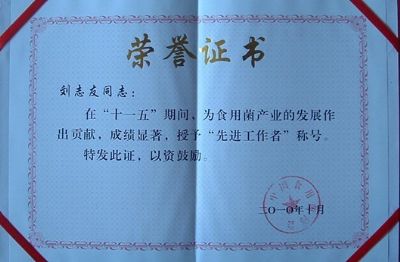 荣誉证书
刘志友同志：
在“十一五”期间、为食用菌产业的发展作
出贡献，成绩显著，授予“先进工作者”称号。
特发此证，以资鼓励。
二〇一〇年十月